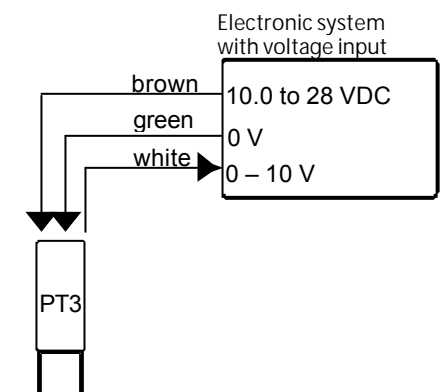 Electronic system
with voltage input
brown
10.0 to 28 VDC
green
0 V
white
0 – 10 V
PT3